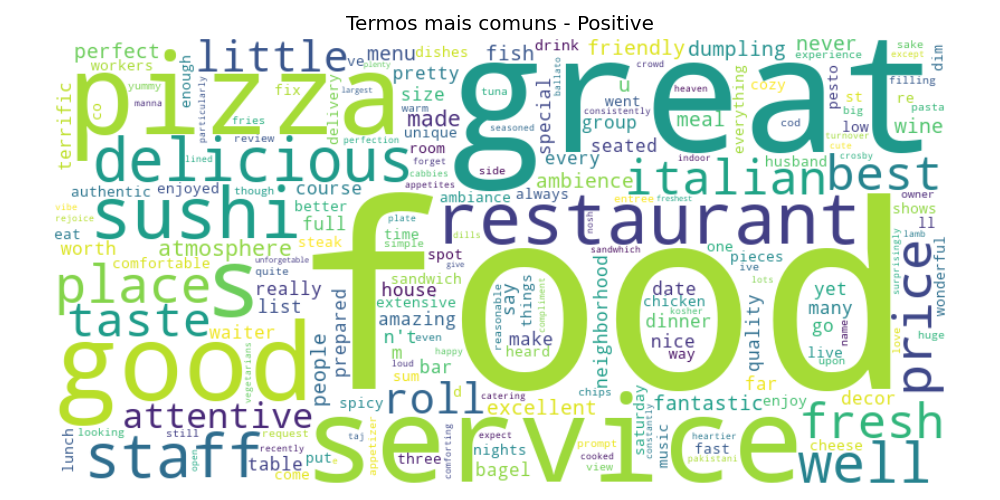 Termos mais comuns - Positive
perfect
workers
little
've
menu
dishes
fish
drink
friendly
dumpling
never
experience
sake
except
dim
yummy
plenty
enough
particularly
pizza
great
terrific
co
manna
fix
fries
review
delivery
largest
pretty
size
tuna
warm
made
unique
perfection
seasoned
special
ballato
crowd
u
went
consistently
group
seated
heaven
meal
everything
cozy
cod
pesto
st
big
low
re
filling
pasta
wine
turnover
cute
crosby
delicious
lined
cabbies
room
forget
appetites
side
every
ambience
italian
indoor
husband
best
authentic
enjoyed
though
course
ambiance
always
entree
freshest
owner
vibe
rejoice
sushi
better
full
restaurant
nosh
shows
ll
eat
worth
atmosphere
steak
plate
time
simple
dills
sandwhich
one
pieces
ive
lamb
surprisingly
wonderful
comfortable
unforgetable
quite
spot
give
places
s
really
list
sandwich
house
extensive
food
reasonable
say
things
compliment
neighborhood
date
chicken
kosher
dinner
nice
way
lots
quality
yet
many
go
live
upon
name
love
huge
price
taste
waiter
prepared
people
amazing
n't
even
m
happy
bar
loud
sum
make
heard
good
vegetarians
spicy
roll
d
catering
excellent
chips
far
fantastic
enjoy
decor
attentive
fresh
lunch
looking
still
request
recently
put
taj
e
appetizer
expect
three
comforting
nights
bagel
service
prompt
cooked
view
saturday
constantly
music
heartier
fast
pakistani
cheese
staff
open
table
come
well